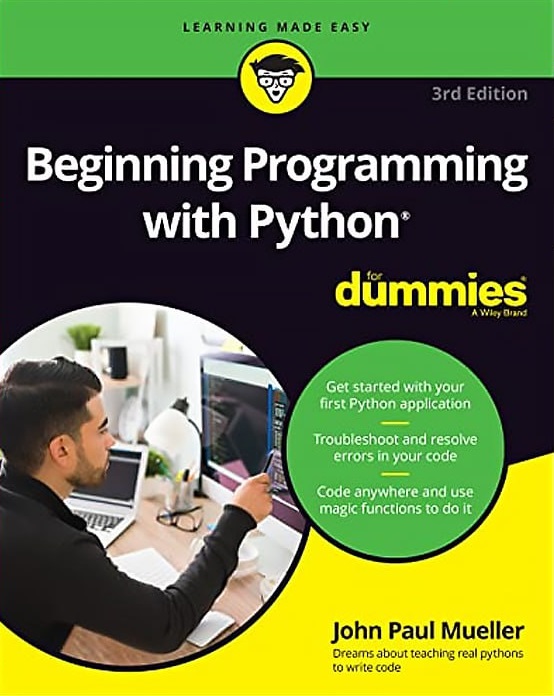 LEARNING MADE EASY
3rd Edition
Beginning Programming
with Python®
for
dummies®
A Wiley Brand
Get started with your
first Python application
Troubleshoot and resolve
errors in your code
Code anywhere and use
magic functions to do it
John Paul Mueller
Dreams about teaching real pythons
to write code